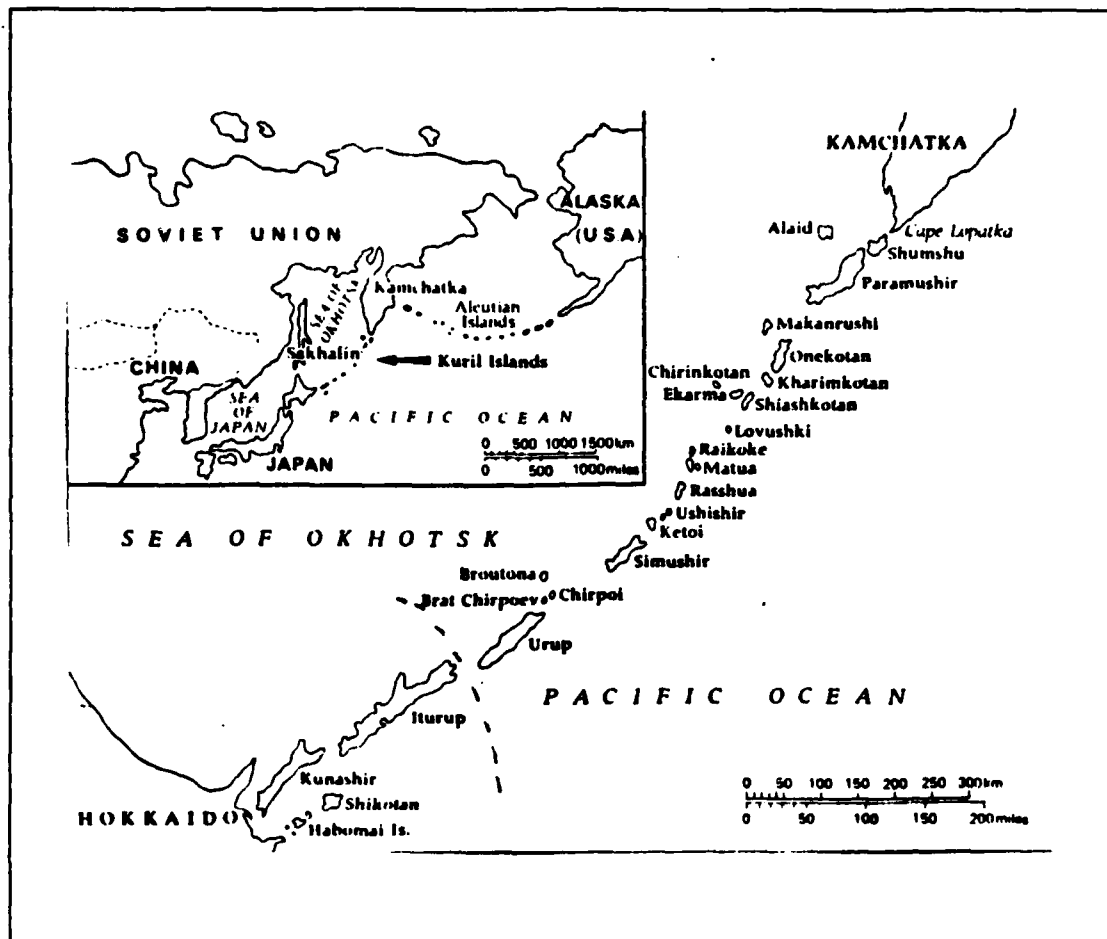 KAMCHATKA
ALASKA
(USA)
SOVIET UNION
Alaid
Cape Lopatka
Shumshu
Paramushir
SEA OF
OKHOTSK
Kamchatka
Aleutian
Islands
Makanrushi
Sakhalin
Kuril Islands
Onekotan
CHINA
Chirinkotan
Kharimkotan
Ekarma
Shiashkotan
SEA
OF
JAPAN
PACIFIC OCEAN
Lovushki
0 500 1000 1500km
0 500 1000miles
JAPAN
Raikoke
Matua
Rasshua
Ushishir
Ketoi
SEA OF OKHOTSK
Simushir
Broutona
Brat Chirpoev
Chirpoi
Urup
PACIFIC OCEAN
Iturup
Kunashir
Shikotan
0 50 100 150 200 300km
0 50 100 150 200 miles
HOKKAIDO
Habomai Is.